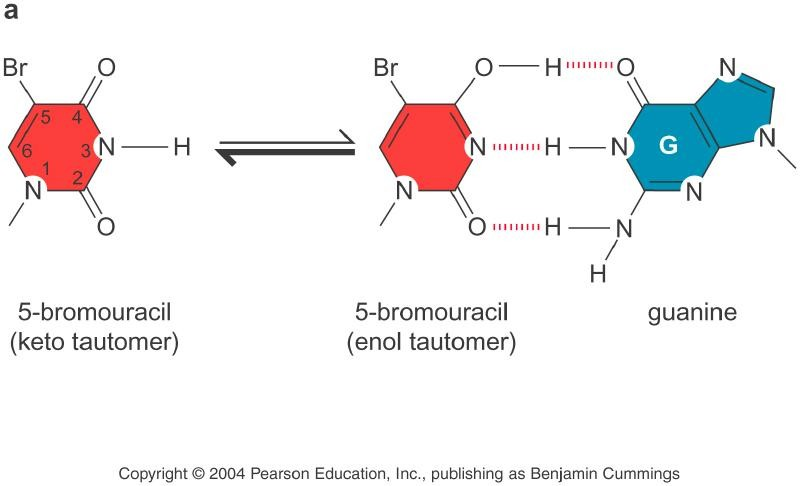 a
Br O
5 4
6 3 N H
1 2
N
O
Br O H O N
N H N G
N N N
O H N
H
5-bromouracil
(keto tautomer)
5-bromouracil
(enol tautomer)
guanine
Copyright © 2004 Pearson Education, Inc., publishing as Benjamin Cummings